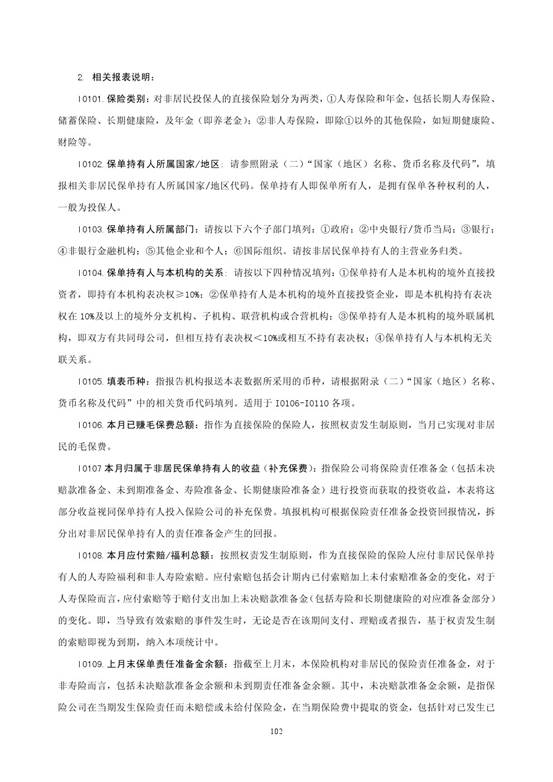 2. 相关报表说明：
I0101.保险类别：对非居民投保人的直接保险划分为两类，①人寿保险和年金，包括长期人寿保险、
储蓄保险、长期健康险，及年金（即养老金）；②非人寿保险，即除①以外的其他保险，如短期健康险、
财险等。
I0102.保单持有人所属国家/地区：请参照附录（二）“国家（地区）名称、货币名称及代码”，填
报相关非居民保单持有人所属国家/地区代码。保单持有人即保单所有人，是拥有保单各种权利的人，
一般为投保人。
I0103.保单持有人所属部门：请按以下六个子部门填列：①政府；②中央银行/货币当局；③银行；
④非银行金融机构；⑤其他企业和个人；⑥国际组织。请按非居民保单持有人的主营业务归类。
I0104.保单持有人与本机构的关系：请按以下四种情况填列：①保单持有人是本机构的境外直接投
资者，即持有本机构表决权≥10%；②保单持有人是本机构的境外直接投资企业，即是本机构持有表决
权在 10%及以上的境外分支机构、子机构、联营机构或合营机构；③保单持有人是本机构的境外联属机
构，即双方有共同母公司，但相互持有表决权＜10%或相互不持有表决权；④保单持有人与本机构无关
联关系。
I0105.填表币种：指报告机构报送本表数据所采用的币种，请根据附录（二）“国家（地区）名称、
货币名称及代码”中的相关货币代码填列。适用于 I0106-I0110 各项。
I0106.本月已赚毛保费总额：指作为直接保险的保险人，按照权责发生制原则，当月已实现对非居
民的毛保费。
I0107 本月归属于非居民保单持有人的收益（补充保费）：指保险公司将保险责任准备金（包括未决
赔款准备金、未到期准备金、寿险准备金、长期健康险准备金）进行投资而获取的投资收益，本表将这
部分收益视同保单持有人投入保险公司的补充保费。填报机构可根据保险责任准备金投资回报情况，拆
分出对非居民保单持有人的责任准备金产生的回报。
I0108.本月应付索赔/福利总额：按照权责发生制原则，作为直接保险的保险人应付非居民保单持
有人的人寿险福利和非人寿险索赔。应付索赔包括会计期内已付索赔加上未付索赔准备金的变化，对于
人寿保险而言，应付索赔等于赔付支出加上未决赔款准备金（包括寿险和长期健康险的对应准备金部分）
的变化。即，当导致有效索赔的事件发生时，无论是否在该期间支付、理赔或者报告，基于权责发生制
的索赔即视为到期，纳入本项统计中。
I0109.上月末保单责任准备金余额：指截至上月末，本保险机构对非居民的保险责任准备金，对于
非寿险而言，包括未决赔款准备金余额和未到期责任准备金余额。其中，未决赔款准备金余额，是指保
险公司在当期发生保险责任而未赔偿或未给付保险金，在当期保险费中提取的资金，包括针对已发生已
102